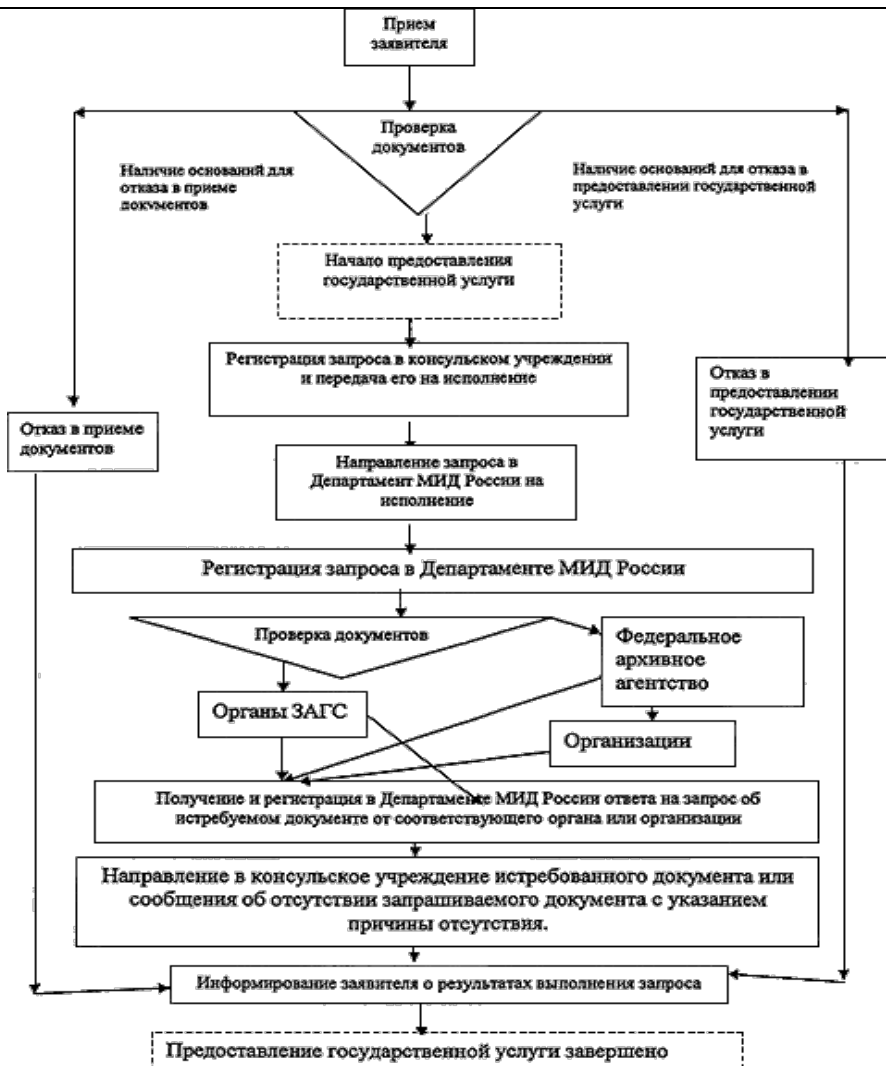 Прием
заявителя
Проверка
документов
Наличие оснований для
отказа в приеме
документов
Наличие оснований для отказа в
предоставлении государственной
услуги
Начало предоставления
государственной услуги
Регистрация запроса в консульском учреждении
и передача его на исполнение
Отказ в
предоставлении
государственной
услуги
Отказ в приеме
документов
Направление запроса в
Департамент МИД России на
исполнение
Регистрация запроса в Департаменте МИД России
Проверка документов
Федеральное
архивное
агентство
Органы ЗАГС
Организации
Получение и регистрация в Департаменте МИД России ответа на запрос об
истребуемом документе от соответствующего органа или организации
Направление в консульское учреждение истребованного документа или
сообщения об отсутствии запрашиваемого документа с указанием
причины отсутствия.
Информирование заявителя о результатах выполнения запроса
Предоставление государственной услуги завершено